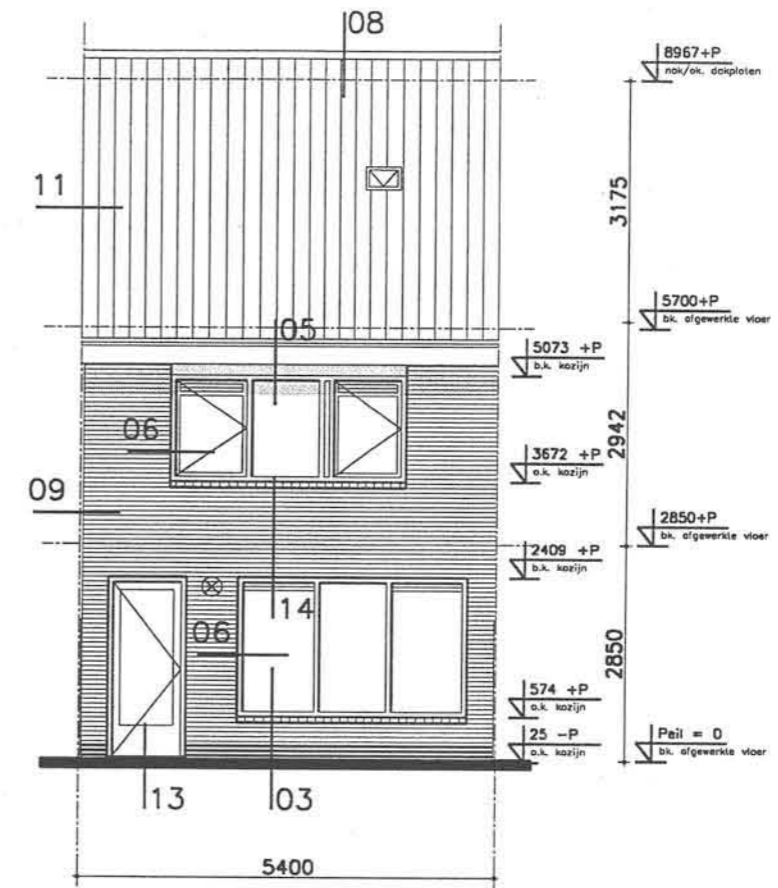 08
8967+P
nok/ok. dakplaten
11
3175
5700+P
bk. afgewerkte vloer
05
5073 +P
b.k. kozijn
06
2942
3672 +P
o.k. kozijn
09
2850+P
bk. afgewerkte vloer
2409 +P
b.k. kozijn
14
06
2850
574 +P
o.k. kozijn
25 -P
o.k. kozijn
Peil = 0
bk. afgewerkte vloer
13
03
5400